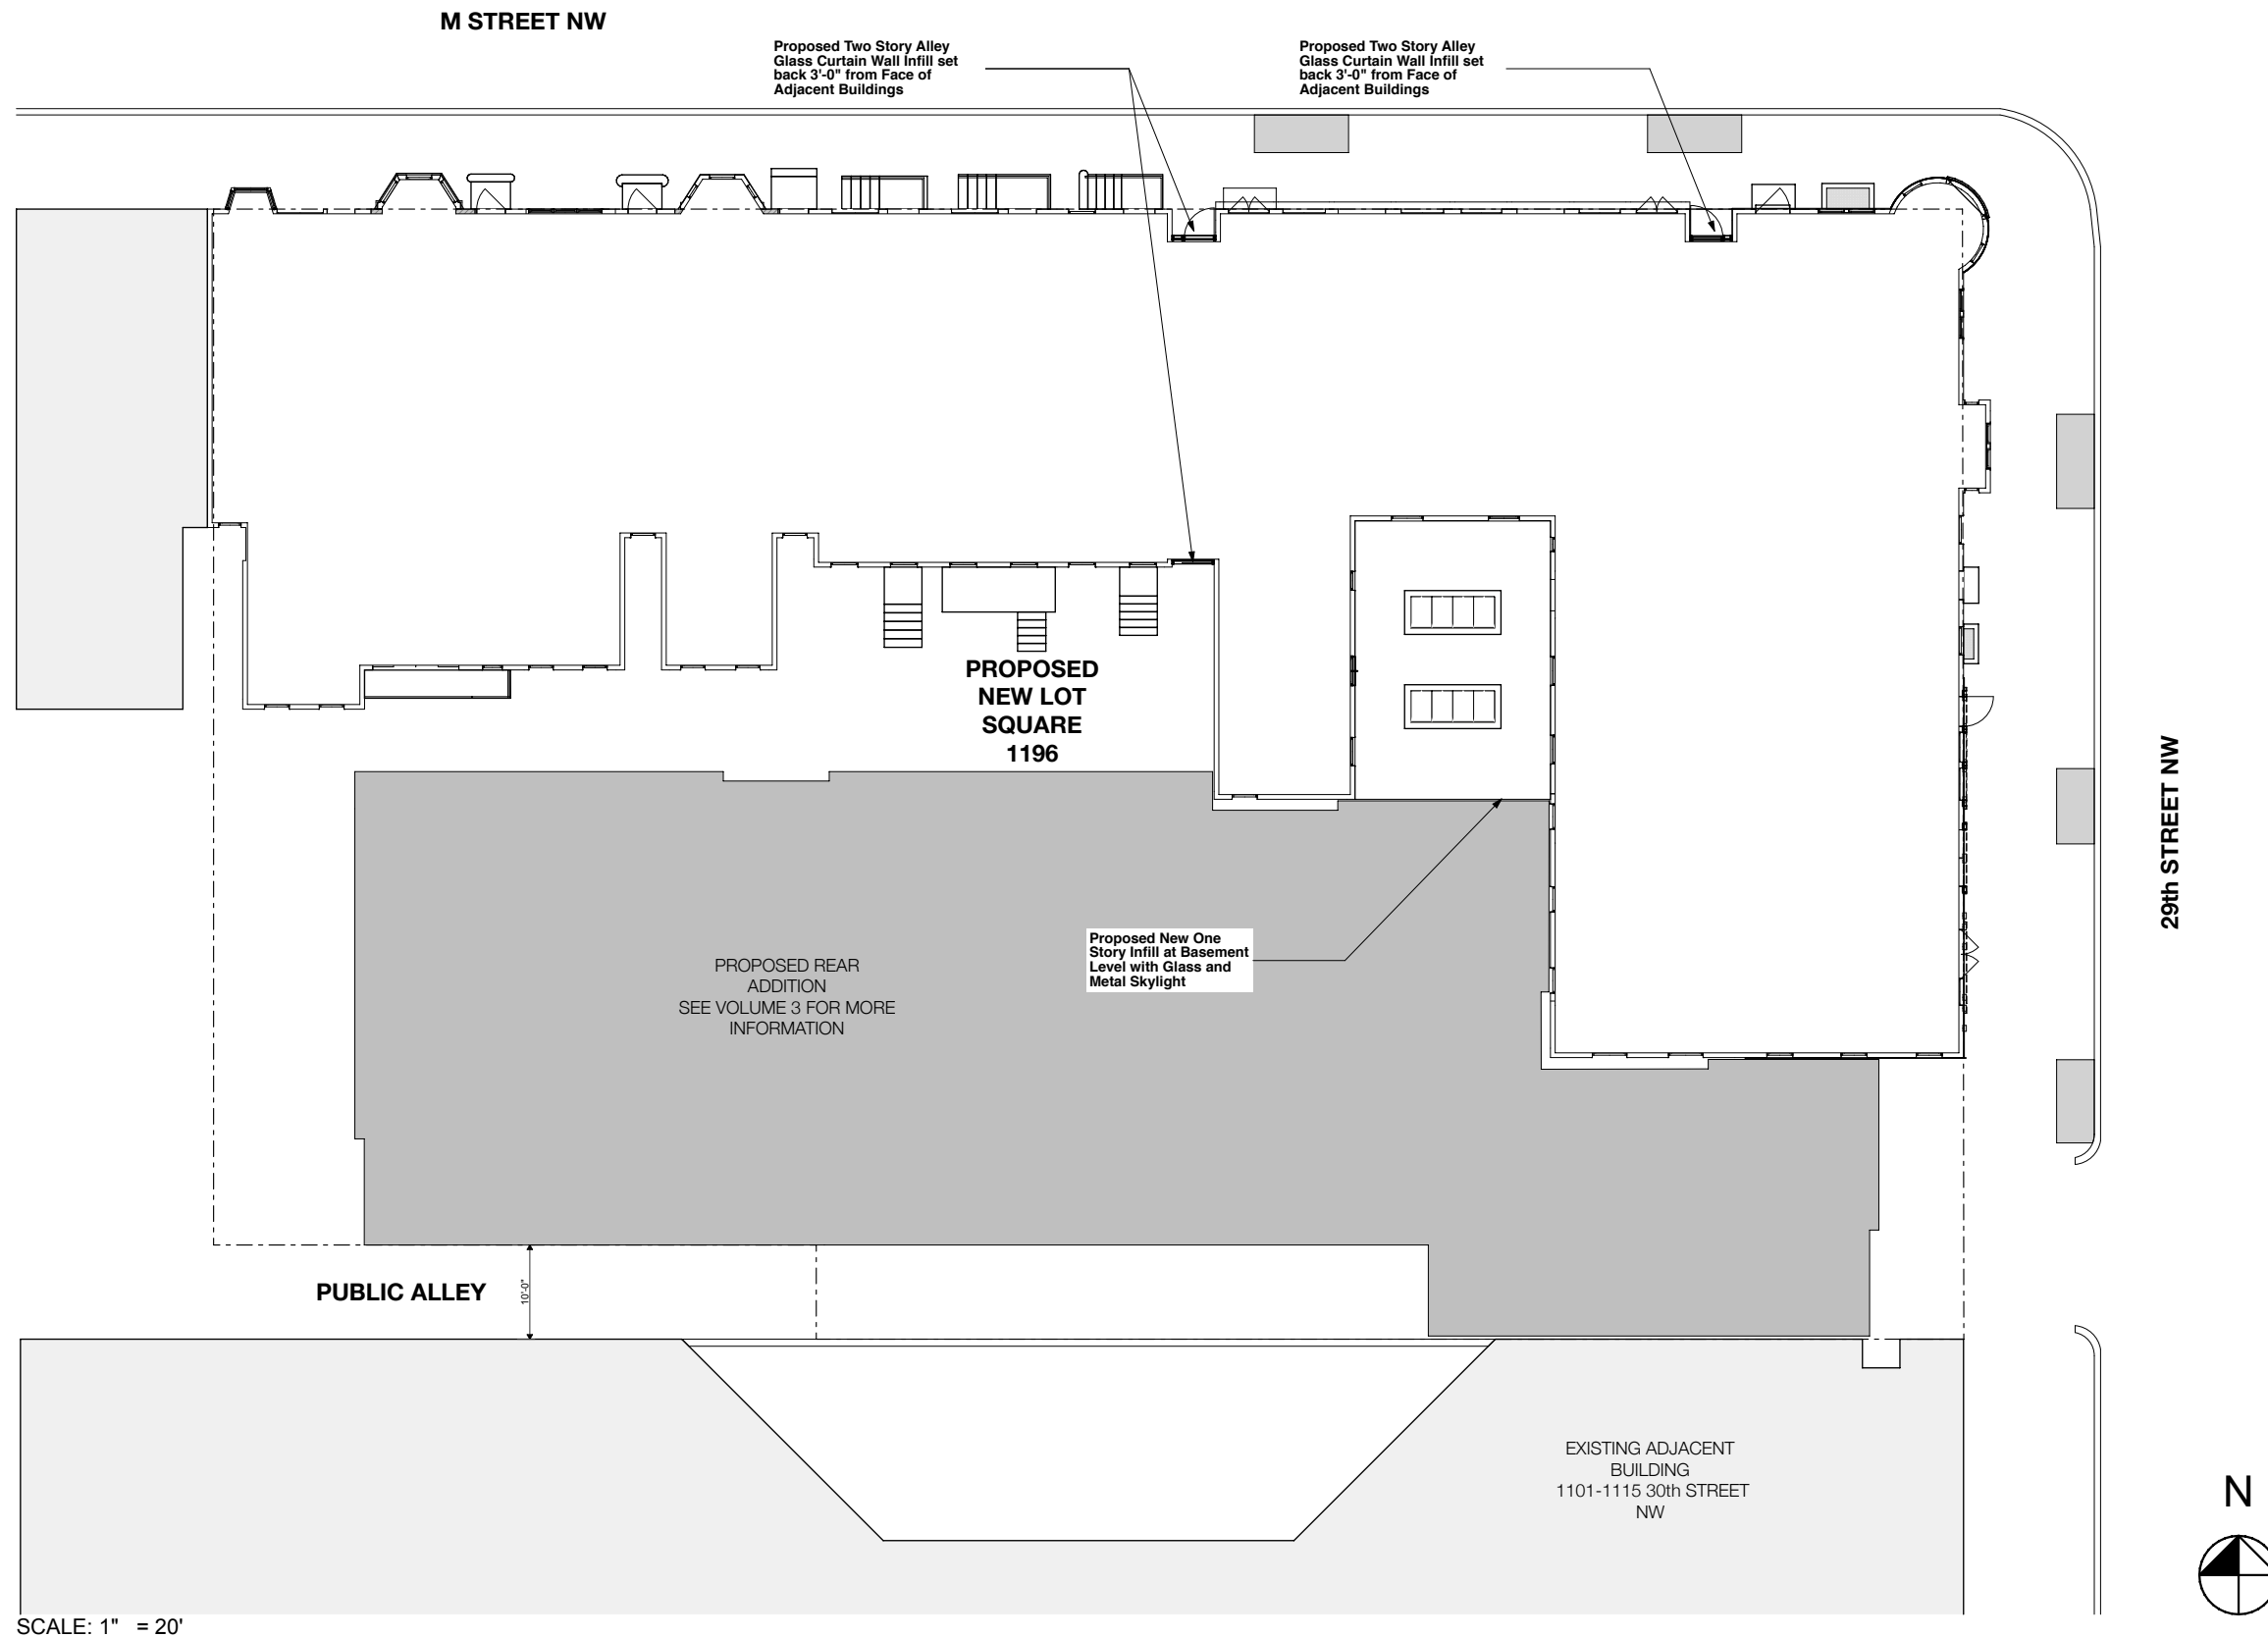 M STREET NW
Proposed Two Story Alley
Glass Curtain Wall Infill set
back 3'-0" from Face of
Adjacent Buildings
Proposed Two Story Alley
Glass Curtain Wall Infill set
back 3'-0" from Face of
Adjacent Buildings
PROPOSED
NEW LOT
SQUARE
1196
29th STREET NW
Proposed New One
Story Infill at Basement
Level with Glass and
Metal Skylight
PROPOSED REAR
ADDITION
SEE VOLUME 3 FOR MORE
INFORMATION
PUBLIC ALLEY
10'-0"
EXISTING ADJACENT
BUILDING
1101-1115 30th STREET
NW
N
SCALE: 1" = 20'